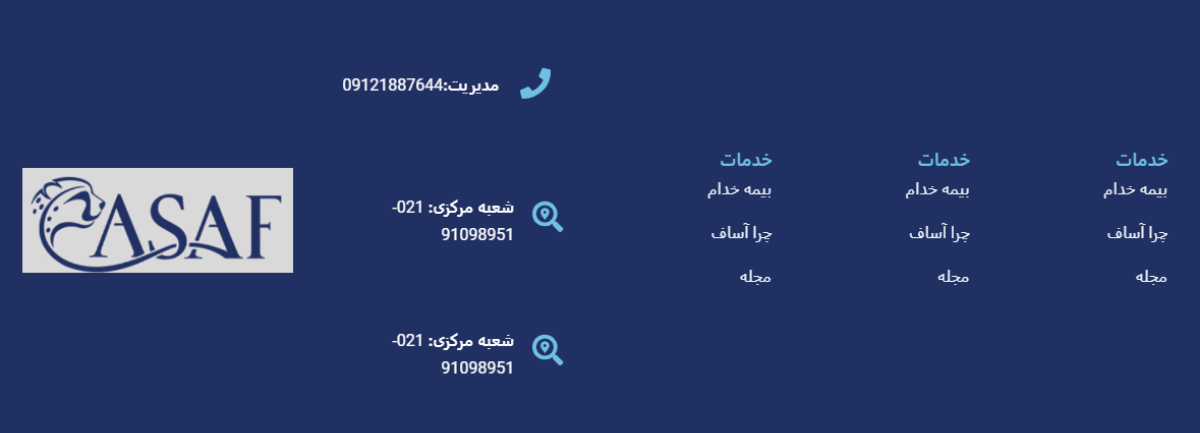 خدمات
بیمه خدام
چرا آساف
مجله
خدمات
بیمه خدام
چرا آساف
مجله
خدمات
بیمه خدام
چرا آساف
مجله
مدیریت:09121887644
شعبه مرکزی: 021-
91098951
شعبه مرکزی: 021-
91098951
ASAF